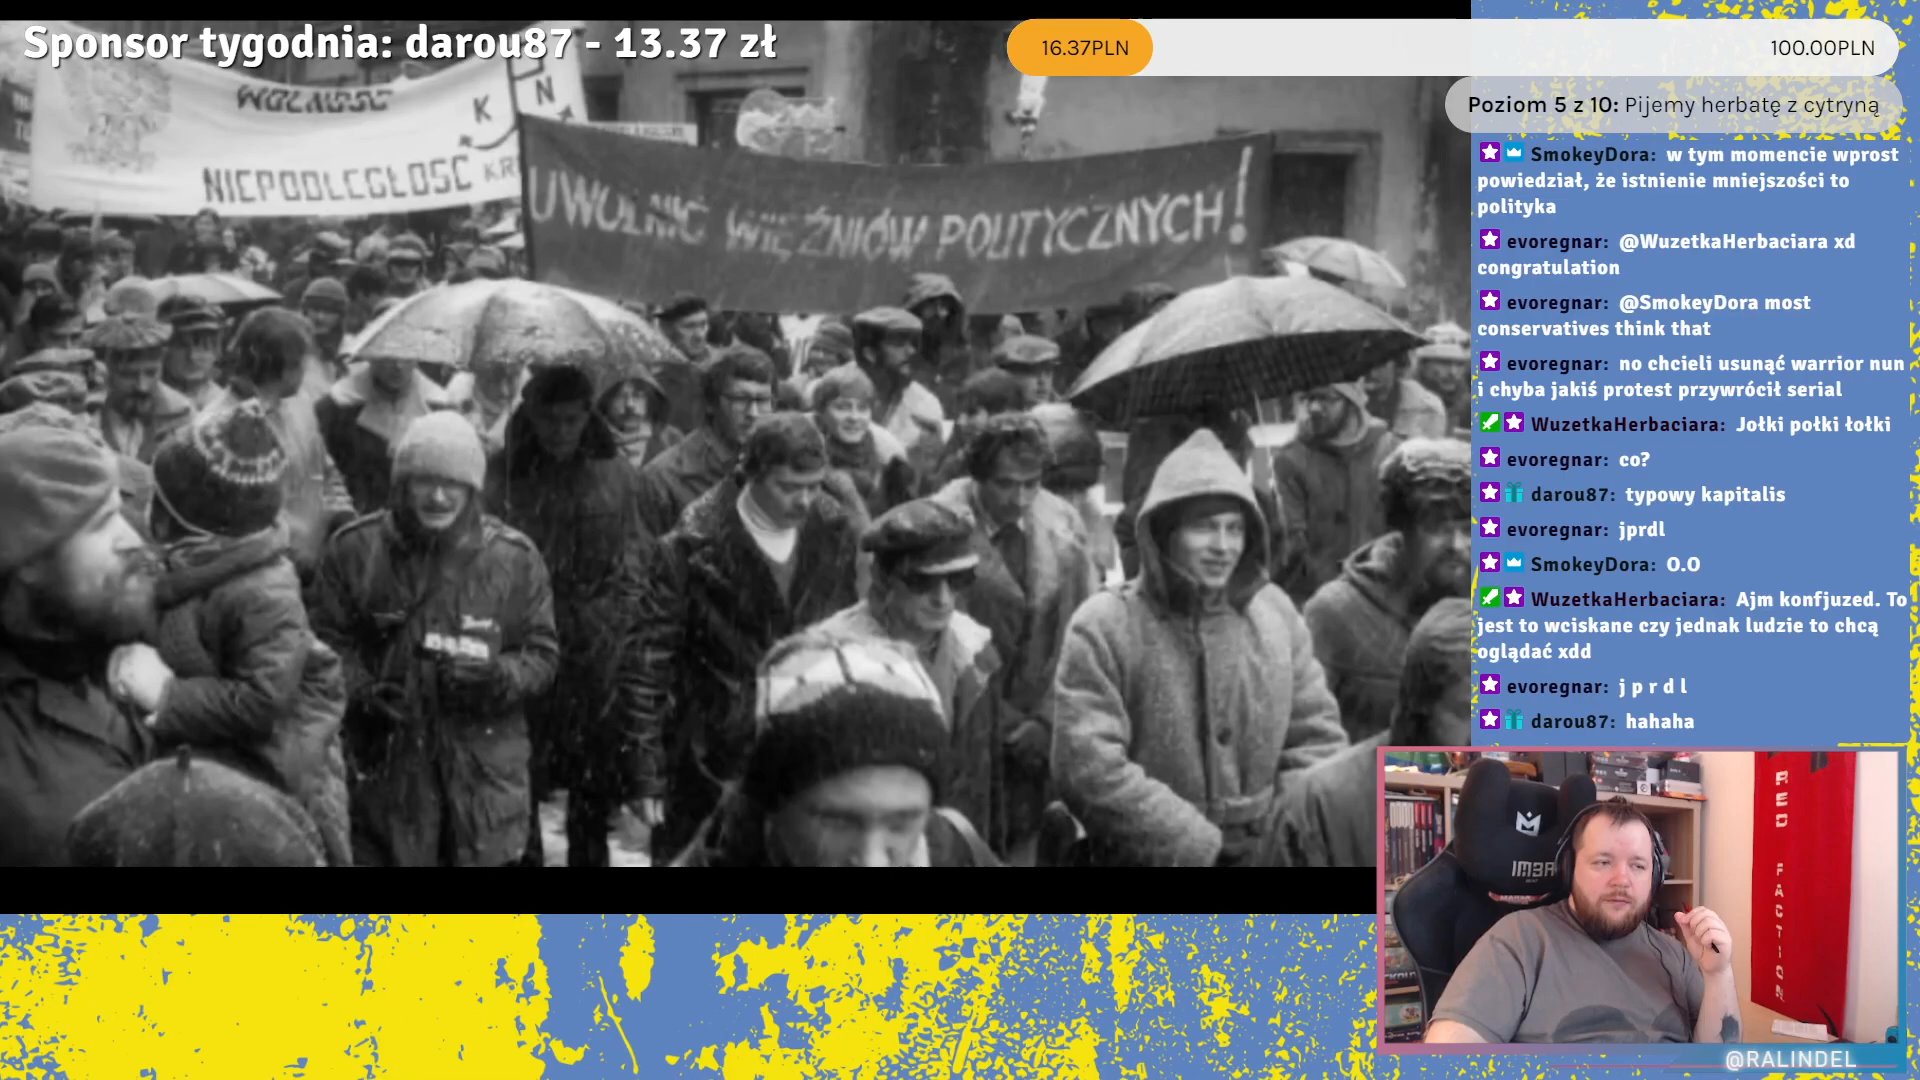 Sponsor tygodnia: darou87 - 13.37 zł
16.37PLN
100.00PLN
Poziom 5 z 10: Pijemy herbatę z cytryną
WOLNOŚĆ
K
N
NIEPODLEGŁOŚĆ
UWOLNIĆ WIĘŹNIÓW POLITYCZNYCH!
SmokeyDora: w tym momencie wprost
powiedział, że istnienie mniejszości to
polityka
evoregnar: @WuzetkaHerbaciara xd
congratulation
evoregnar: @SmokeyDora most
conservatives think that
evoregnar: no chcieli usunąć warrior nun
i chyba jakiś protest przywrócił serial
WuzetkaHerbaciara: Jołki połki łołki
evoregnar: co?
darou87: typowy kapitalis
evoregnar: jprdl
SmokeyDora: 0.0
WuzetkaHerbaciara: Ajm konfjuzed. To
jest to wciskane czy jednak ludzie to chcą
oglądać xdd
evoregnar: j p r d l
darou87: hahaha
RED FACTION
@RALINDEL